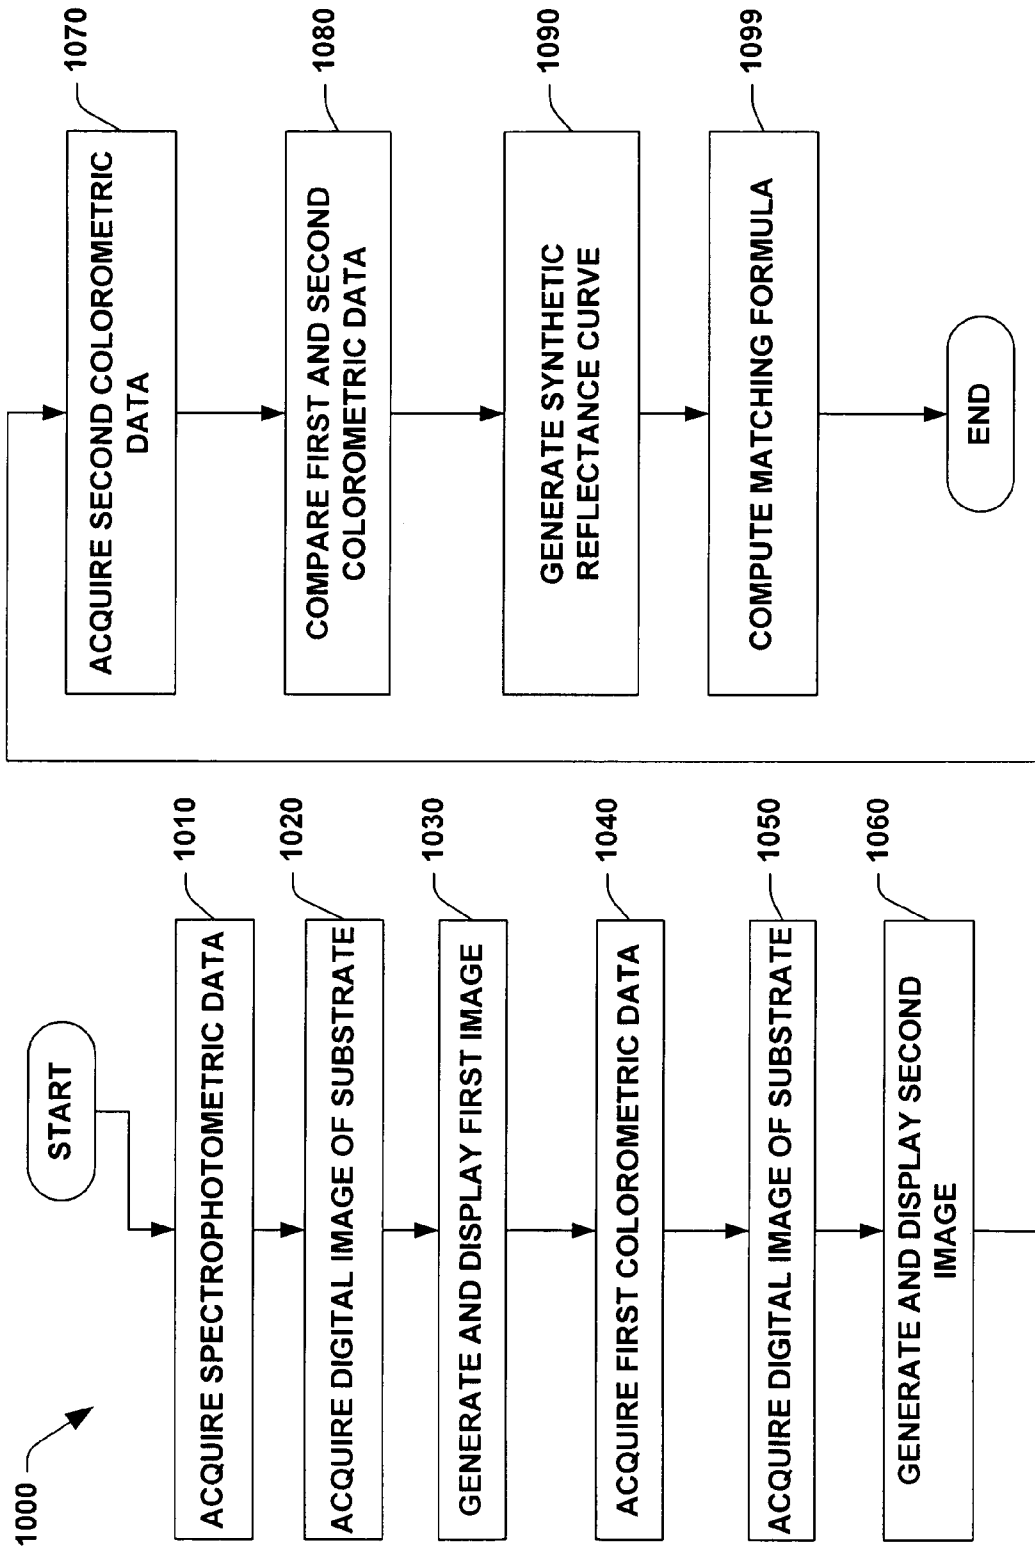 1000
START
ACQUIRE SPECTROPHOTOMETRIC DATA
1010
ACQUIRE DIGITAL IMAGE OF SUBSTRATE
1020
GENERATE AND DISPLAY FIRST IMAGE
1030
ACQUIRE FIRST COLOROMETRIC DATA
1040
ACQUIRE DIGITAL IMAGE OF SUBSTRATE
1050
GENERATE AND DISPLAY SECOND
IMAGE
1060
ACQUIRE SECOND COLOROMETRIC
DATA
1070
COMPARE FIRST AND SECOND
COLOROMETRIC DATA
1080
GENERATE SYNTHETIC
REFLECTANCE CURVE
1090
COMPUTE MATCHING FORMULA
1099
END